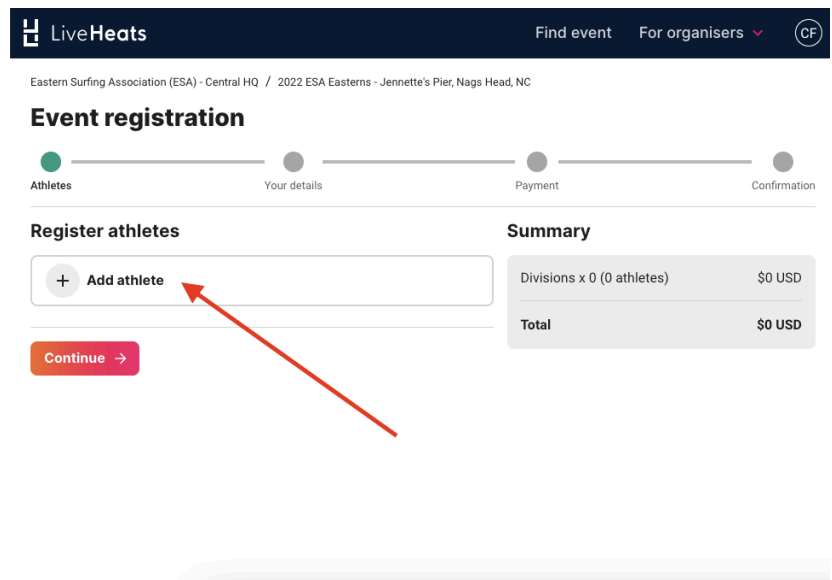 LiveHeats
Find event For organisers CF
Eastern Surfing Association (ESA) - Central HQ / 2022 ESA Easterns - Jennette's Pier, Nags Head, NC
Event registration
Athletes Your details Payment Confirmation
Register athletes
+ Add athlete
Continue →
Summary
Divisions x 0 (0 athletes) $0 USD
Total $0 USD